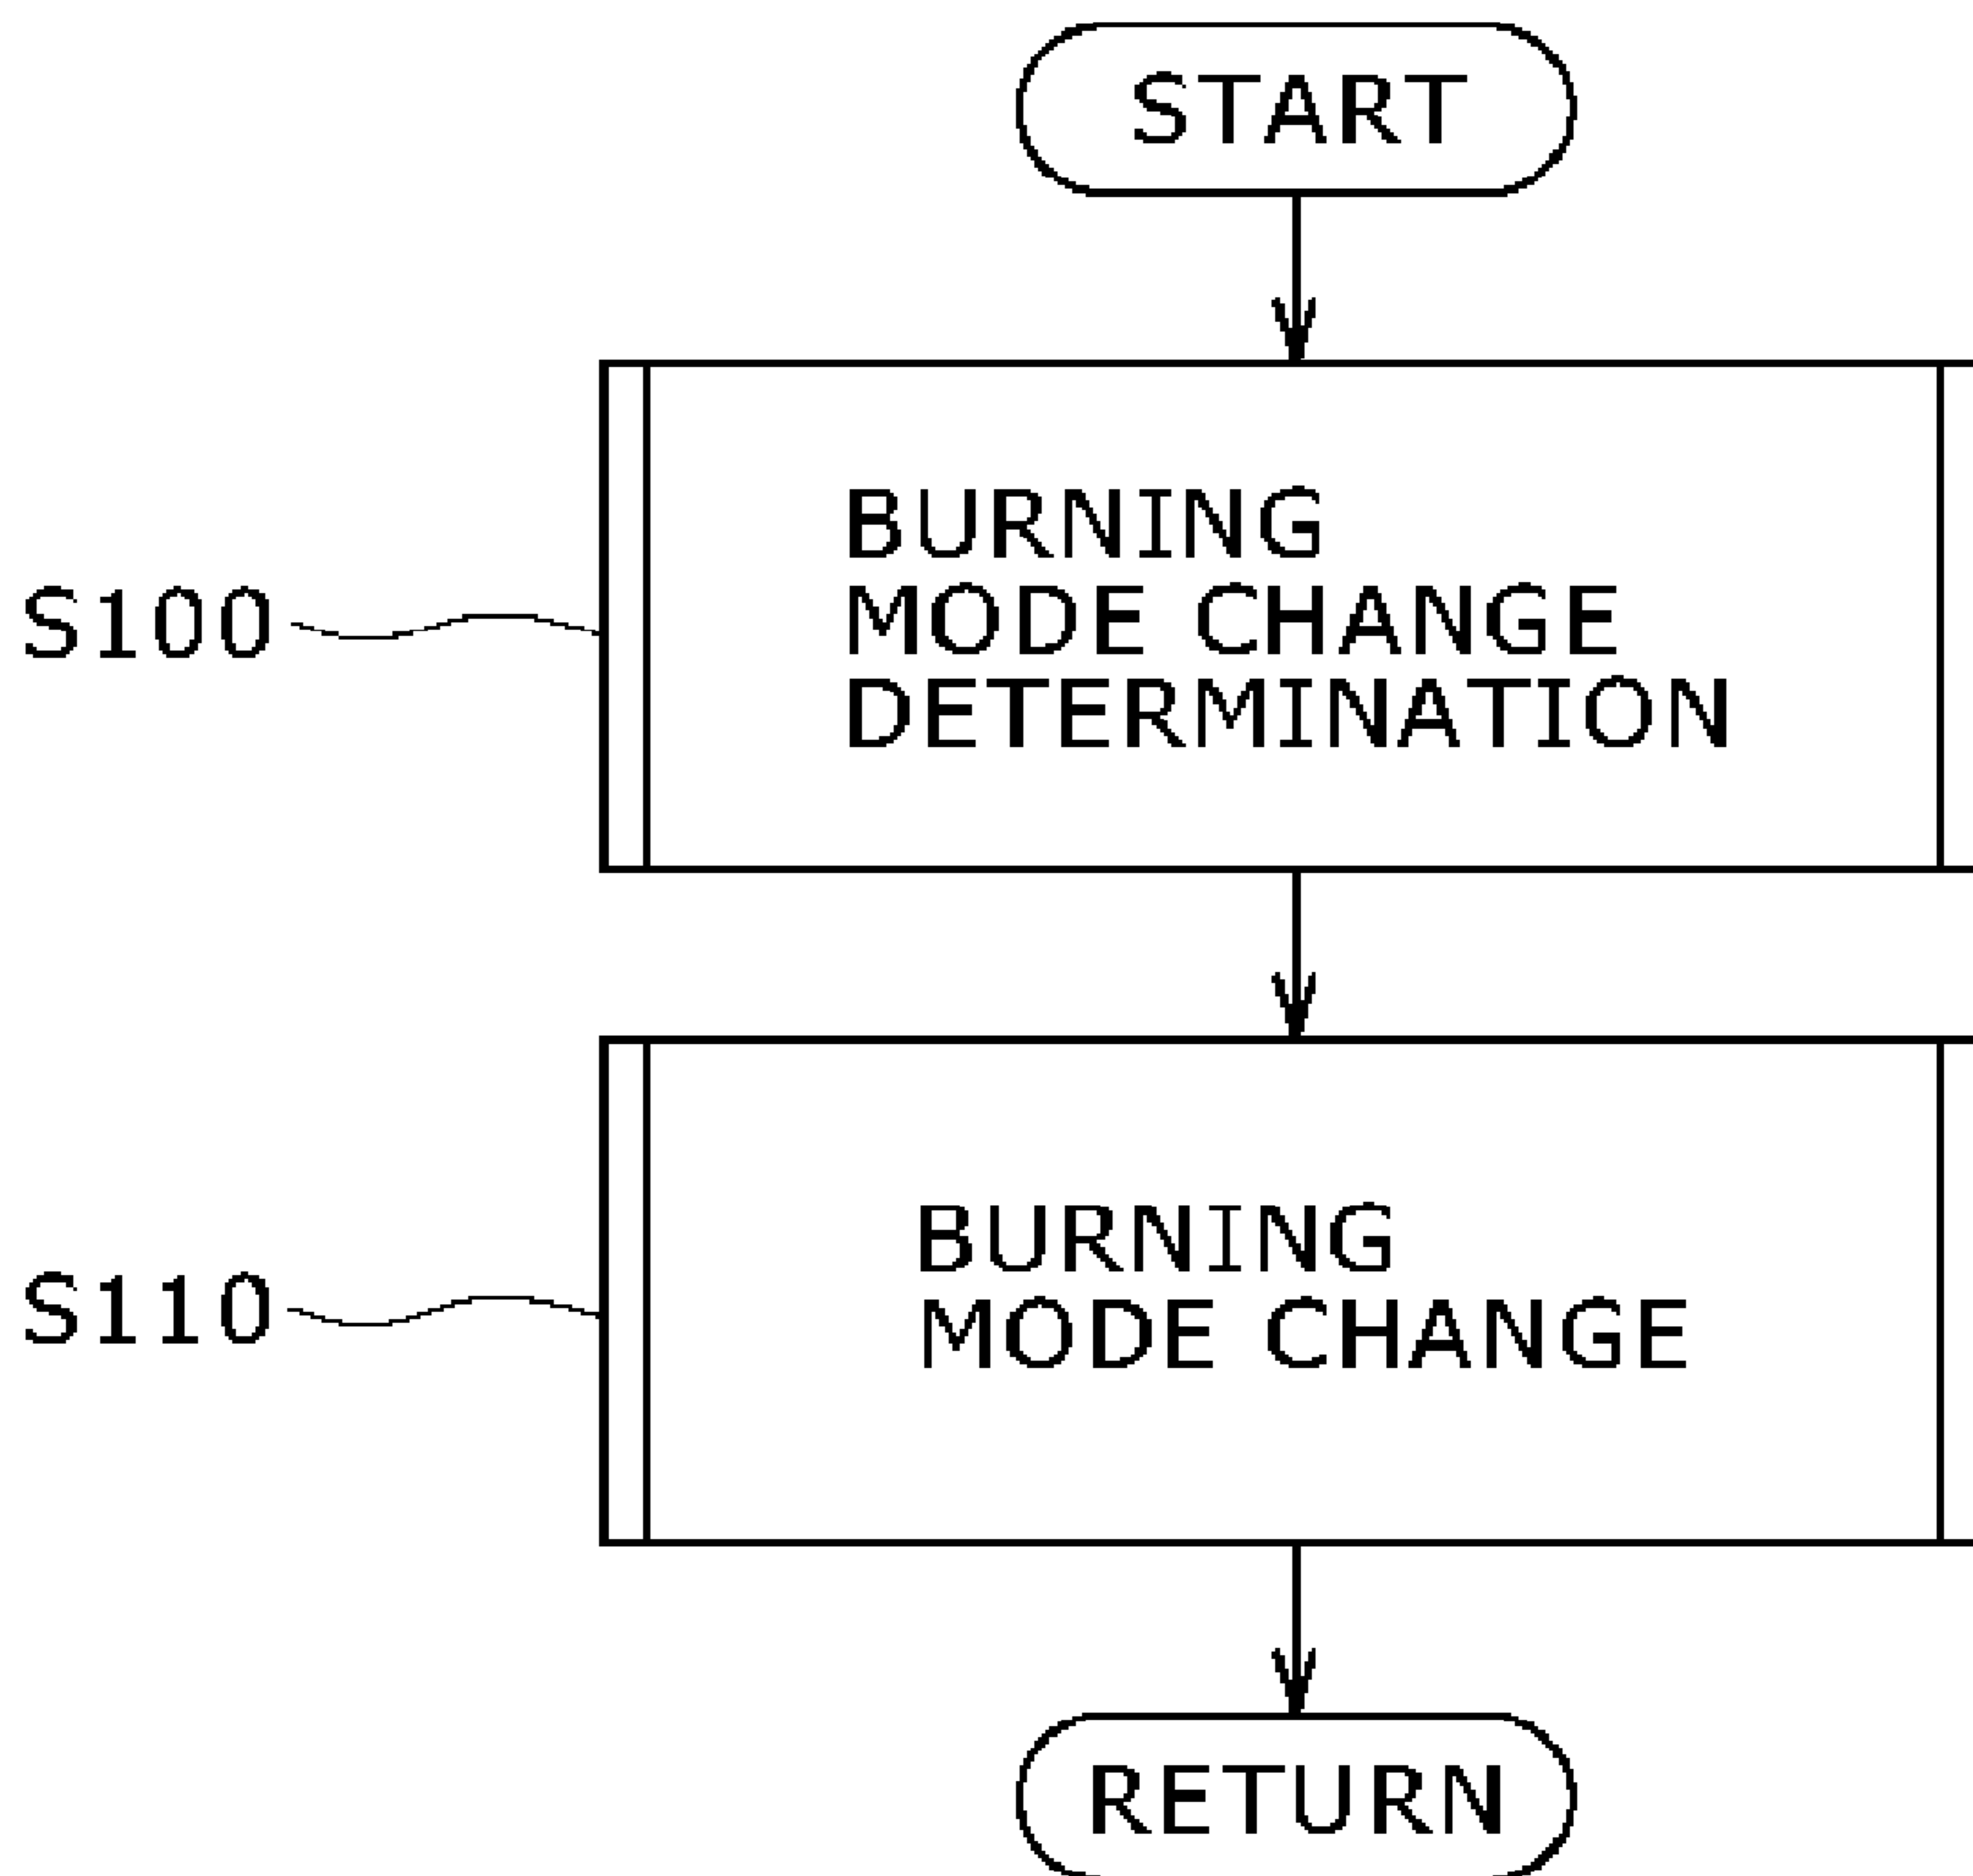 START
BURNING
MODE CHANGE
DETERMINATION
S100
BURNING
MODE CHANGE
S110
RETURN